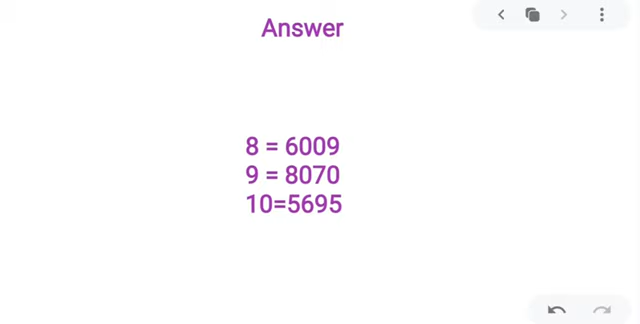 Answer
8 = 6009
9 = 8070
10=5695